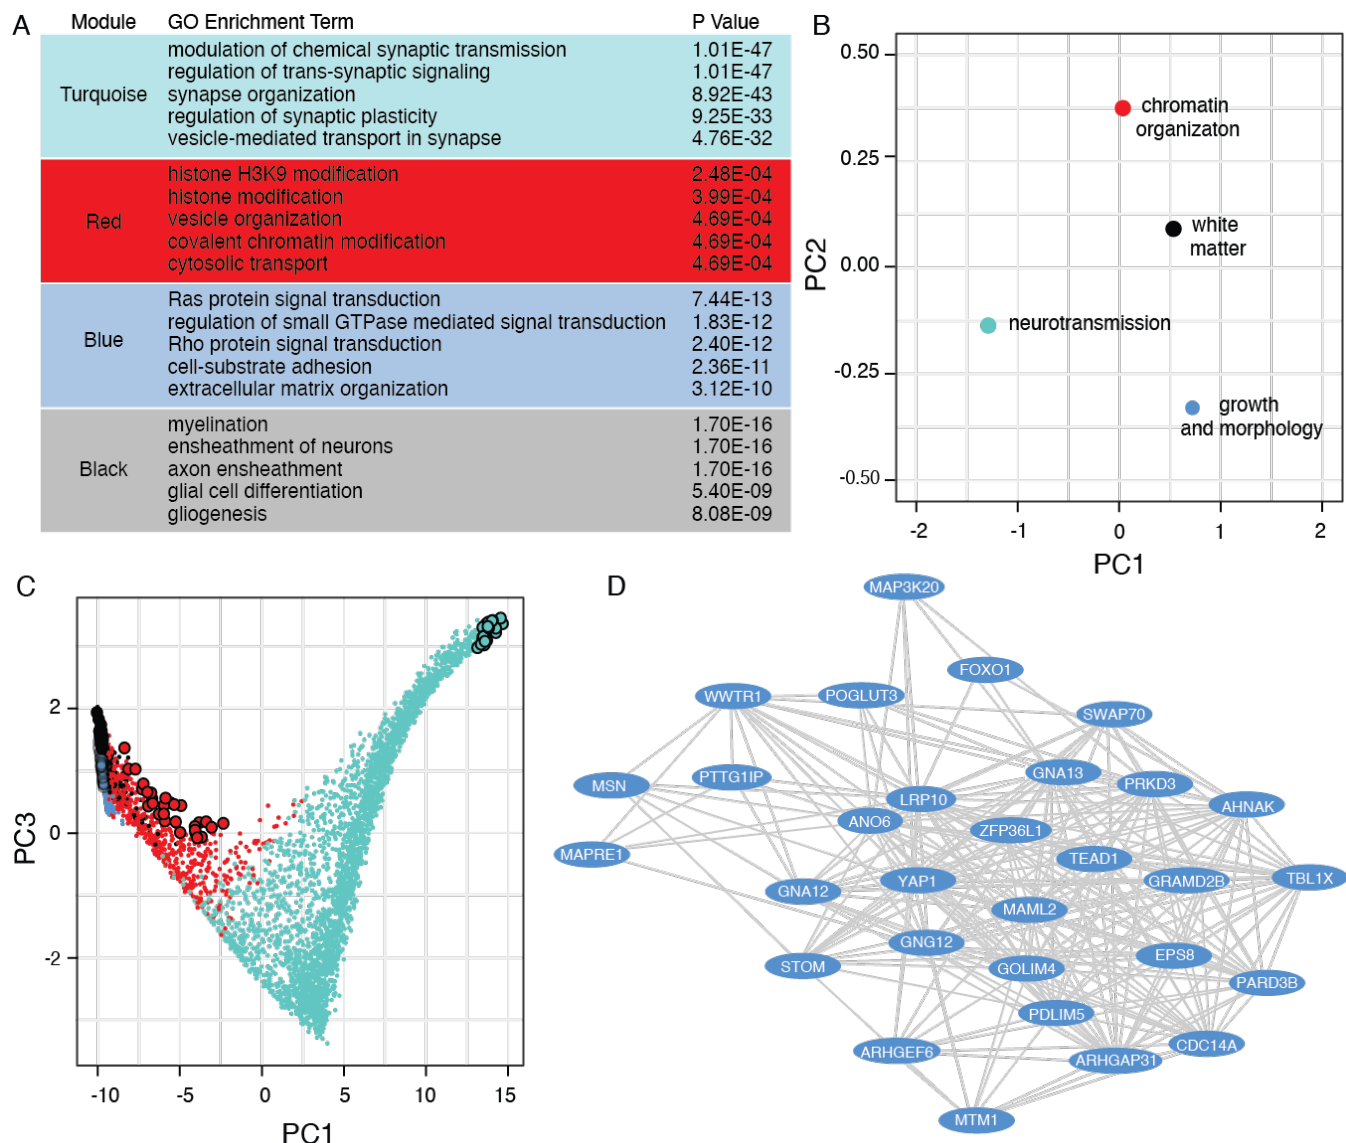 A
Module GO Enrichment Term P Value
Turquoise
modulation of chemical synaptic transmission 1.01E-47
regulation of trans-synaptic signaling 1.01E-47
synapse organization 8.92E-43
regulation of synaptic plasticity 9.25E-33
vesicle-mediated transport in synapse 4.76E-32
Red
histone H3K9 modification 2.48E-04
histone modification 3.99E-04
vesicle organization 4.69E-04
covalent chromatin modification 4.69E-04
cytosolic transport 4.69E-04
Blue
Ras protein signal transduction 7.44E-13
regulation of small GTPase mediated signal transduction 1.83E-12
Rho protein signal transduction 2.40E-12
cell-substrate adhesion 2.36E-11
extracellular matrix organization 3.12E-10
Black
myelination 1.70E-16
ensheathment of neurons 1.70E-16
axon ensheathment 1.70E-16
glial cell differentiation 5.40E-09
gliogenesis 8.08E-09
B
0.50
0.25
0.00
-0.25
-0.50
PC2
chromatin
organizaton
white
matter
neurotransmission
growth
and morphology
-2 -1 0 1 2
PC1
C
2
0
-2
PC3
-10 -5 0 5 10 15
PC1
D
MAP3K20
FOXO1
WWTR1
POGLUT3
SWAP70
MSN
PTTG1IP
GNA13
PRKD3
LRP10
AHNAK
ANO6
ZFP36L1
MAPRE1
TEAD1
GNA12
YAP1
GRAMD2B
TBL1X
MAML2
GNG12
STOM
GOLIM4
EPS8
PARD3B
PDLIM5
ARHGEF6
ARHGAP31
CDC14A
MTM1